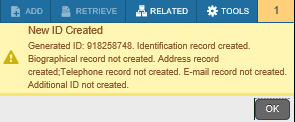 ADD RETRIEVE RELATED TOOLS 1
New ID Created
Generated ID: 918258748. Identification record created.
Biographical record not created. Address record
created;Telephone record not created. E-mail record not created.
Additional ID not created.
OK